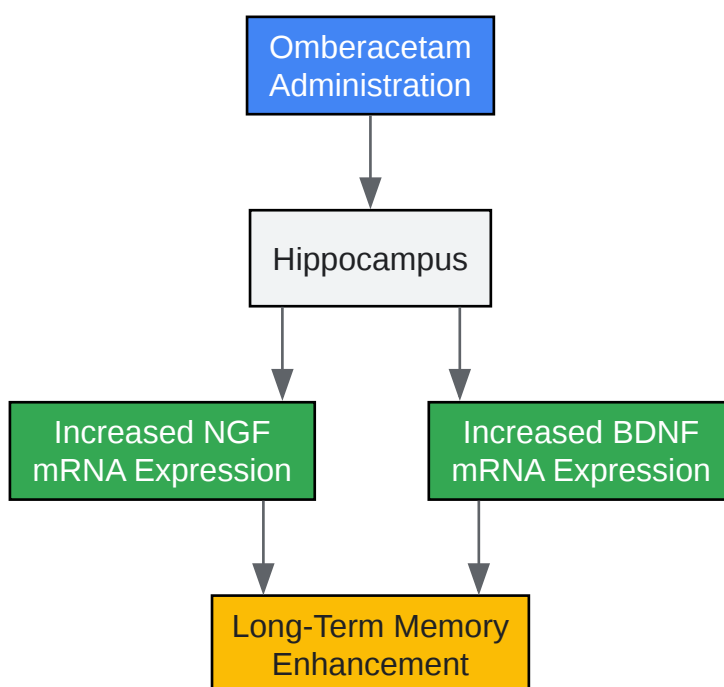 Omberacetam
Administration
Hippocampus
Increased NGF
mRNA Expression
Increased BDNF
mRNA Expression
Long-Term Memory
Enhancement